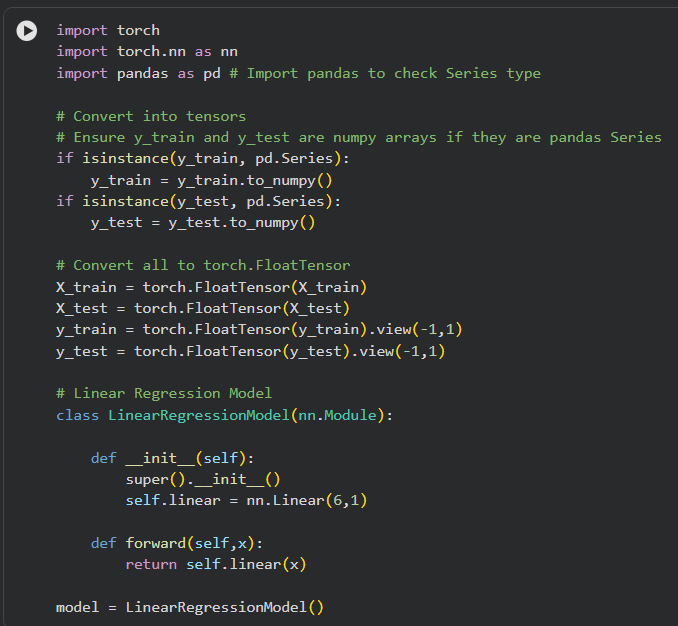 import torch
import torch.nn as nn
import pandas as pd # Import pandas to check Series type

# Convert into tensors
# Ensure y_train and y_test are numpy arrays if they are pandas Series
if isinstance(y_train, pd.Series):
    y_train = y_train.to_numpy()
if isinstance(y_test, pd.Series):
    y_test = y_test.to_numpy()

# Convert all to torch.FloatTensor
X_train = torch.FloatTensor(X_train)
X_test = torch.FloatTensor(X_test)
y_train = torch.FloatTensor(y_train).view(-1,1)
y_test = torch.FloatTensor(y_test).view(-1,1)

# Linear Regression Model
class LinearRegressionModel(nn.Module):

    def __init__(self):
        super().__init__()
        self.linear = nn.Linear(6,1)

    def forward(self,x):
        return self.linear(x)

model = LinearRegressionModel()